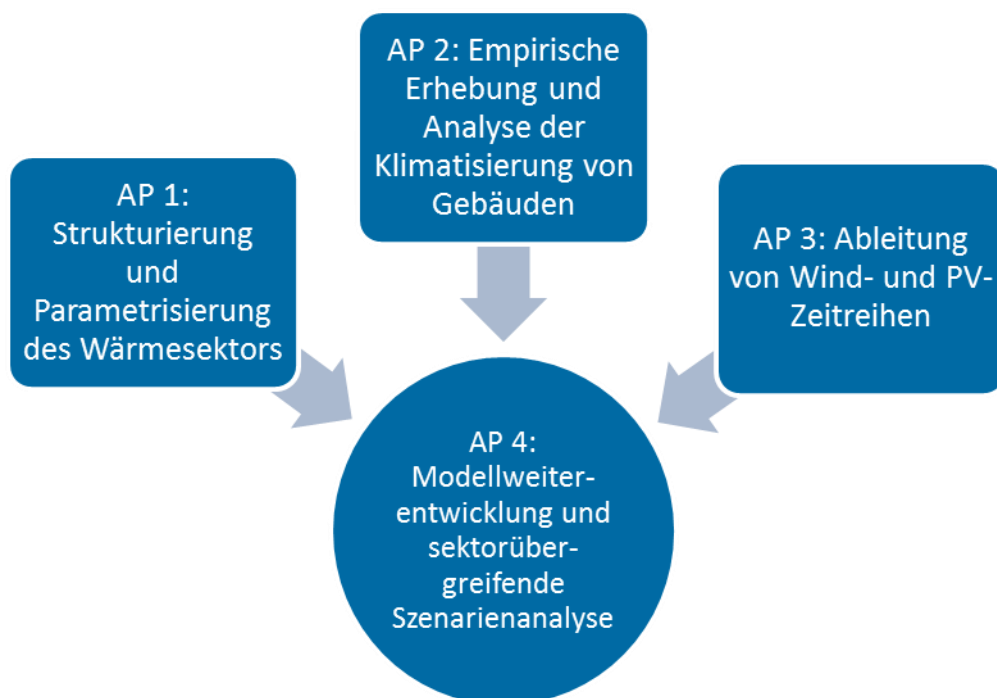 AP 1:
Strukturierung
und
Parametrisierung
des Wärmesektors
AP 2: Empirische
Erhebung und
Analyse der
Klimatisierung von
Gebäuden
AP 3: Ableitung
von Wind- und PV-
Zeitreihen
AP 4:
Modellweiter-
entwicklung und
sektorüber-
greifende
Szenarienanalyse